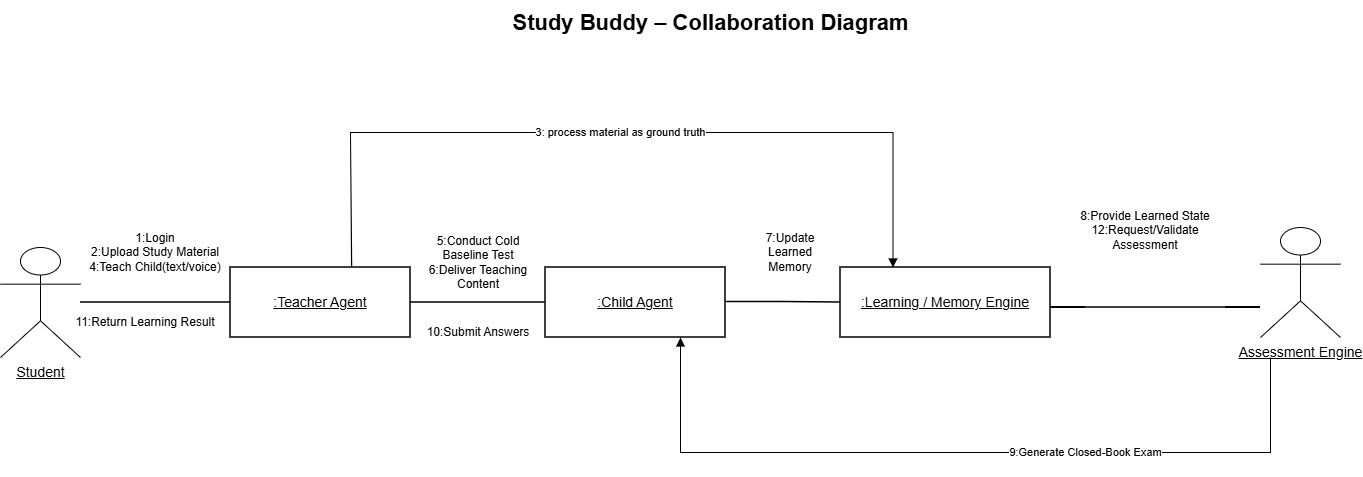 Study Buddy – Collaboration Diagram
3: process material as ground truth
1:Login
2:Upload Study Material
4:Teach Child(text/voice)
11:Return Learning Result
Student
:Teacher Agent
5:Conduct Cold
Baseline Test
6:Deliver Teaching
Content
10:Submit Answers
:Child Agent
7:Update
Learned
Memory
:Learning / Memory Engine
8:Provide Learned State
12:Request/Validate
Assessment
Assessment Engine
9:Generate Closed-Book Exam